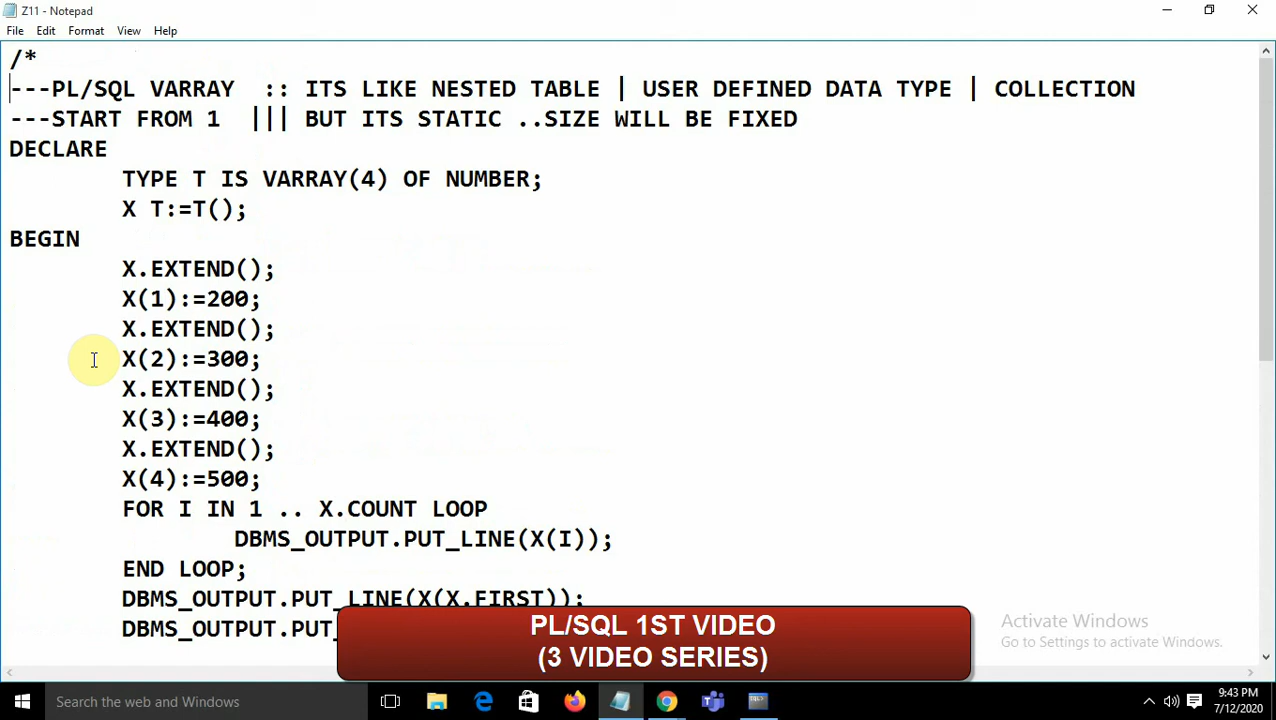 Z11 - Notepad
File Edit Format View Help
/*
---PL/SQL VARRAY :: ITS LIKE NESTED TABLE | USER DEFINED DATA TYPE | COLLECTION
---START FROM 1 ||| BUT ITS STATIC ..SIZE WILL BE FIXED
DECLARE
TYPE T IS VARRAY(4) OF NUMBER;
X T:=T();
BEGIN
X.EXTEND();
X(1):=200;
X.EXTEND();
X(2):=300;
X.EXTEND();
X(3):=400;
X.EXTEND();
X(4):=500;
FOR I IN 1 .. X.COUNT LOOP
DBMS_OUTPUT.PUT_LINE(X(I));
END LOOP;
DBMS_OUTPUT.PUT_LINE(X(X.FIRST));
DBMS_OUTPUT.PUT_
PL/SQL 1ST VIDEO
(3 VIDEO SERIES)
Activate Windows
Go to Settings to activate Windows.
Search the web and Windows
9:43 PM
7/12/2020